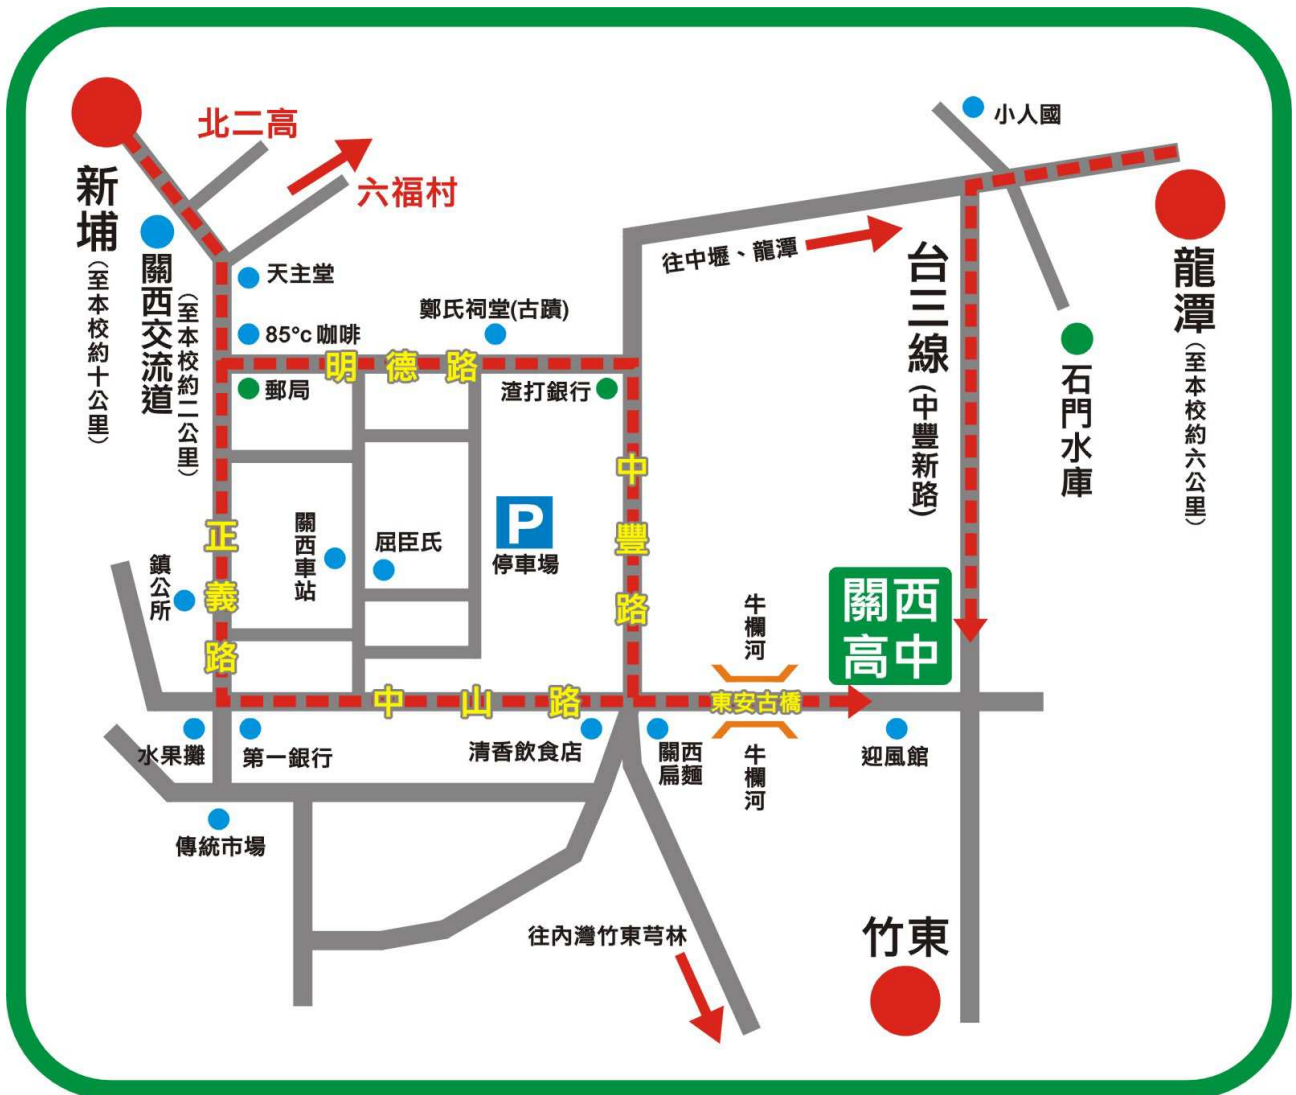 北二高
六福村
小人國
新埔
(至本校約十公里)
關西交流道
(至本校約二公里)
天主堂
85°c 咖啡
鄭氏祠堂(古蹟)
往中壢、龍潭
台三線(中豐新路)
龍潭
(至本校約六公里)
石門水庫
明德路
郵局
渣打銀行
中豐路
正義路
關西車站
屈臣氏
P
停車場
鎮公所
牛欄河
關西
高中
中山路
東安古橋
水果攤
第一銀行
清香飲食店
關西
扁麵
牛欄河
迎風館
傳統市場
往內灣竹東芎林
竹東